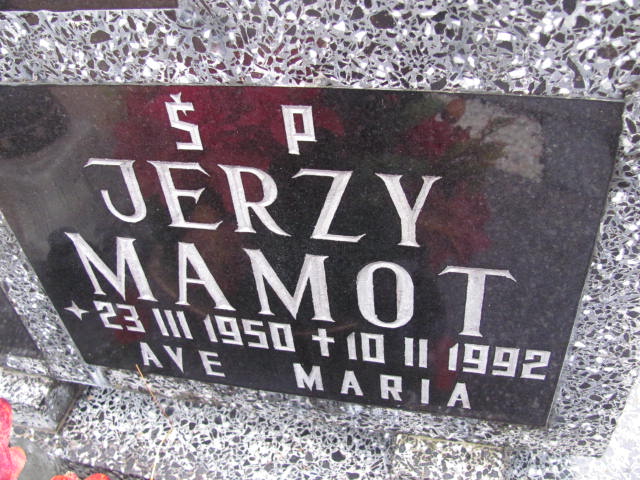 Š P
JERZY
MAMOT
✦ 23 III 1950 ✝ 10 II 1992
AVE MARIA